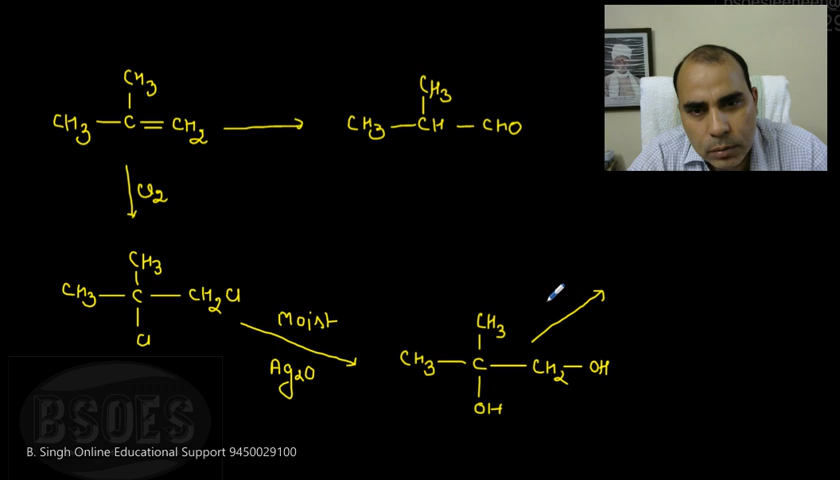 CH3 CH3
CH3 — C = CH2 → CH3 — CH — CHO
Cl2
CH3
CH3 — C — CH2Cl
Cl
Moist
Ag2O
CH3
CH3 — C — CH2 — OH
OH
BSOES
B. Singh Online Educational Support 9450029100